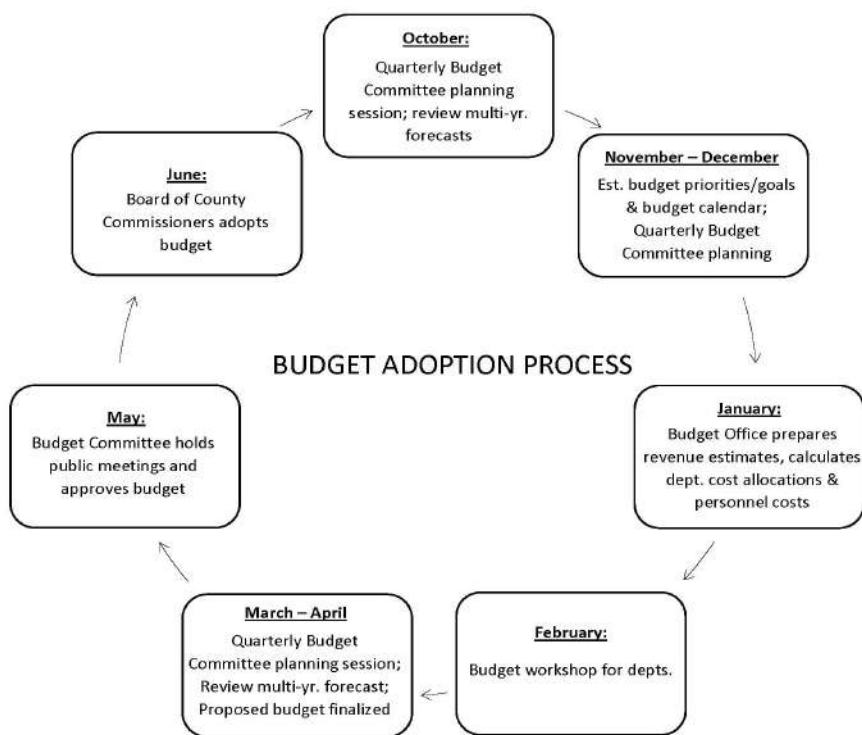 October:
Quarterly Budget
Committee planning
session; review multi-yr.
forecasts
November – December
Est. budget priorities/goals
& budget calendar;
Quarterly Budget
Committee planning
January:
Budget Office prepares
revenue estimates, calculates
dept. cost allocations &
personnel costs
February:
Budget workshop for depts.
March – April
Quarterly Budget
Committee planning session;
Review multi-yr. forecast;
Proposed budget finalized
May:
Budget Committee holds
public meetings and
approves budget
June:
Board of County
Commissioners adopts
budget
BUDGET ADOPTION PROCESS